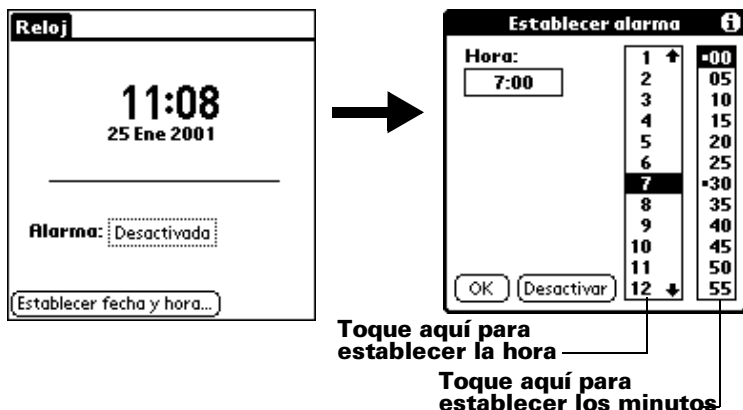 Reloj
11:08
25 Ene 2001
Alarma: Desactivada
Establecer fecha y hora...
Establecer alarma i
Hora:
7:00
1
2
3
4
5
6
7
8
9
10
11
12
00
05
10
15
20
25
30
35
40
45
50
55
OK Desactivar
Toque aquí para
establecer la hora
Toque aquí para
establecer los minutos